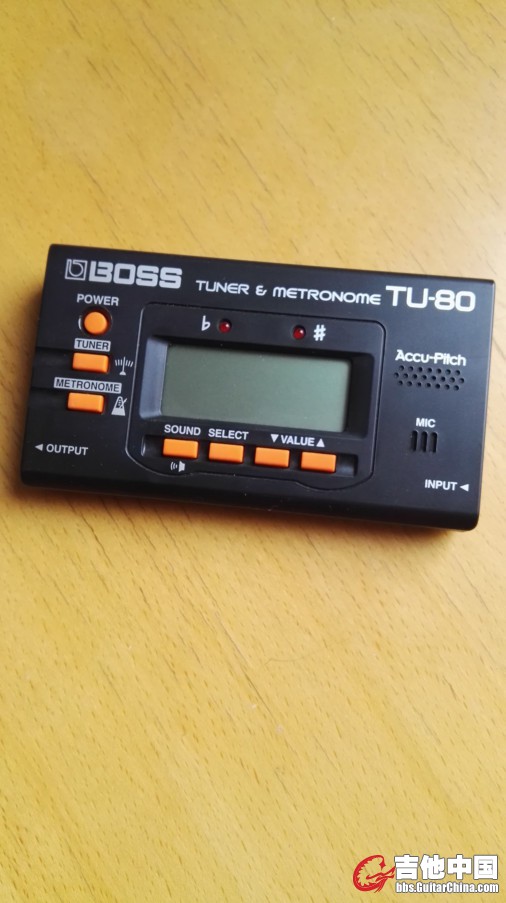 BOSS TUNER & METRONOME TU-80
POWER
♭ ♯
TUNER
Accu-Pitch
METRONOME
MIC
SOUND SELECT ▼VALUE▲
◀OUTPUT
INPUT◀
吉他中国
bbs.GuitarChina.com